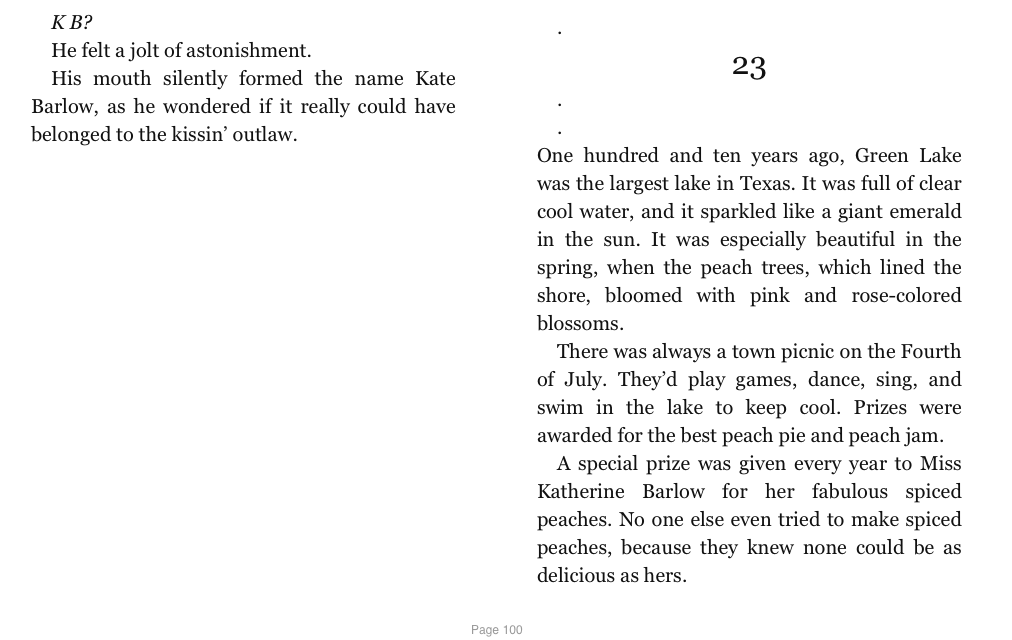 K B?
He felt a jolt of astonishment.
His mouth silently formed the name Kate
Barlow, as he wondered if it really could have
belonged to the kissin’ outlaw.
.
23
.
.
One hundred and ten years ago, Green Lake
was the largest lake in Texas. It was full of clear
cool water, and it sparkled like a giant emerald
in the sun. It was especially beautiful in the
spring, when the peach trees, which lined the
shore, bloomed with pink and rose-colored
blossoms.
There was always a town picnic on the Fourth
of July. They’d play games, dance, sing, and
swim in the lake to keep cool. Prizes were
awarded for the best peach pie and peach jam.
A special prize was given every year to Miss
Katherine Barlow for her fabulous spiced
peaches. No one else even tried to make spiced
peaches, because they knew none could be as
delicious as hers.
Page 100